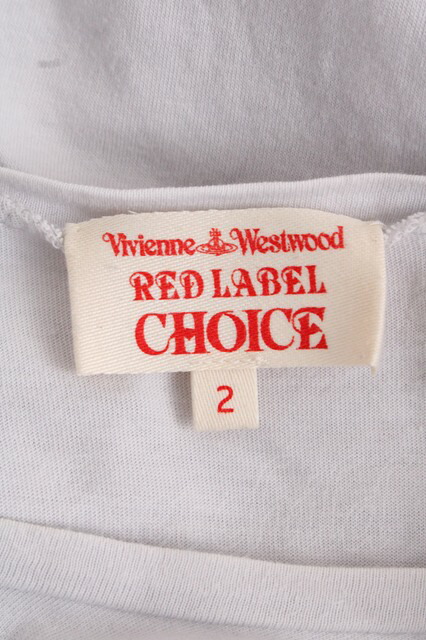 Vivienne Westwood
RED LABEL
CHOICE
2